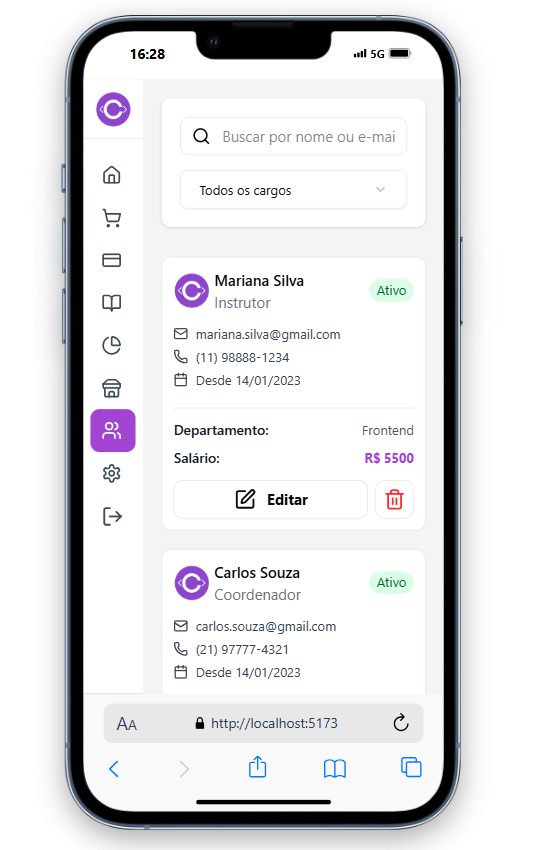 16:28
5G
C
Buscar por nome ou e-mai
Todos os cargos
C
Mariana Silva
Ativo
Instrutor
mariana.silva@gmail.com
(11) 98888-1234
Desde 14/01/2023
Departamento:
Frontend
Salário:
R$ 5500
Editar
C
Carlos Souza
Ativo
Coordenador
carlos.souza@gmail.com
(21) 97777-4321
Desde 14/01/2023
AA
http://localhost:5173